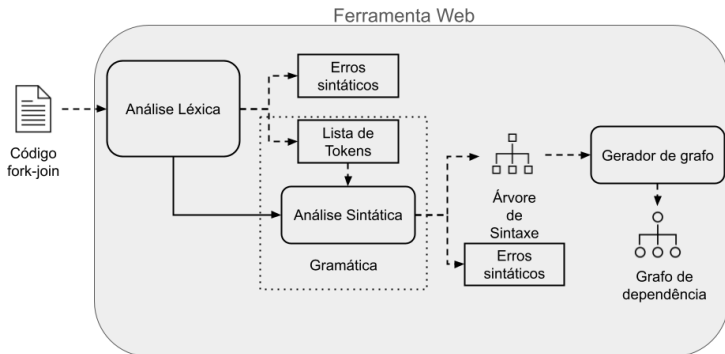 Ferramenta Web
Análise Léxica
Erros
sintáticos
Código
fork-join
Lista de
Tokens
Análise Sintática
Gramática
Árvore
de
Sintaxe
Erros
sintáticos
Gerador de grafo
Grafo de
dependência